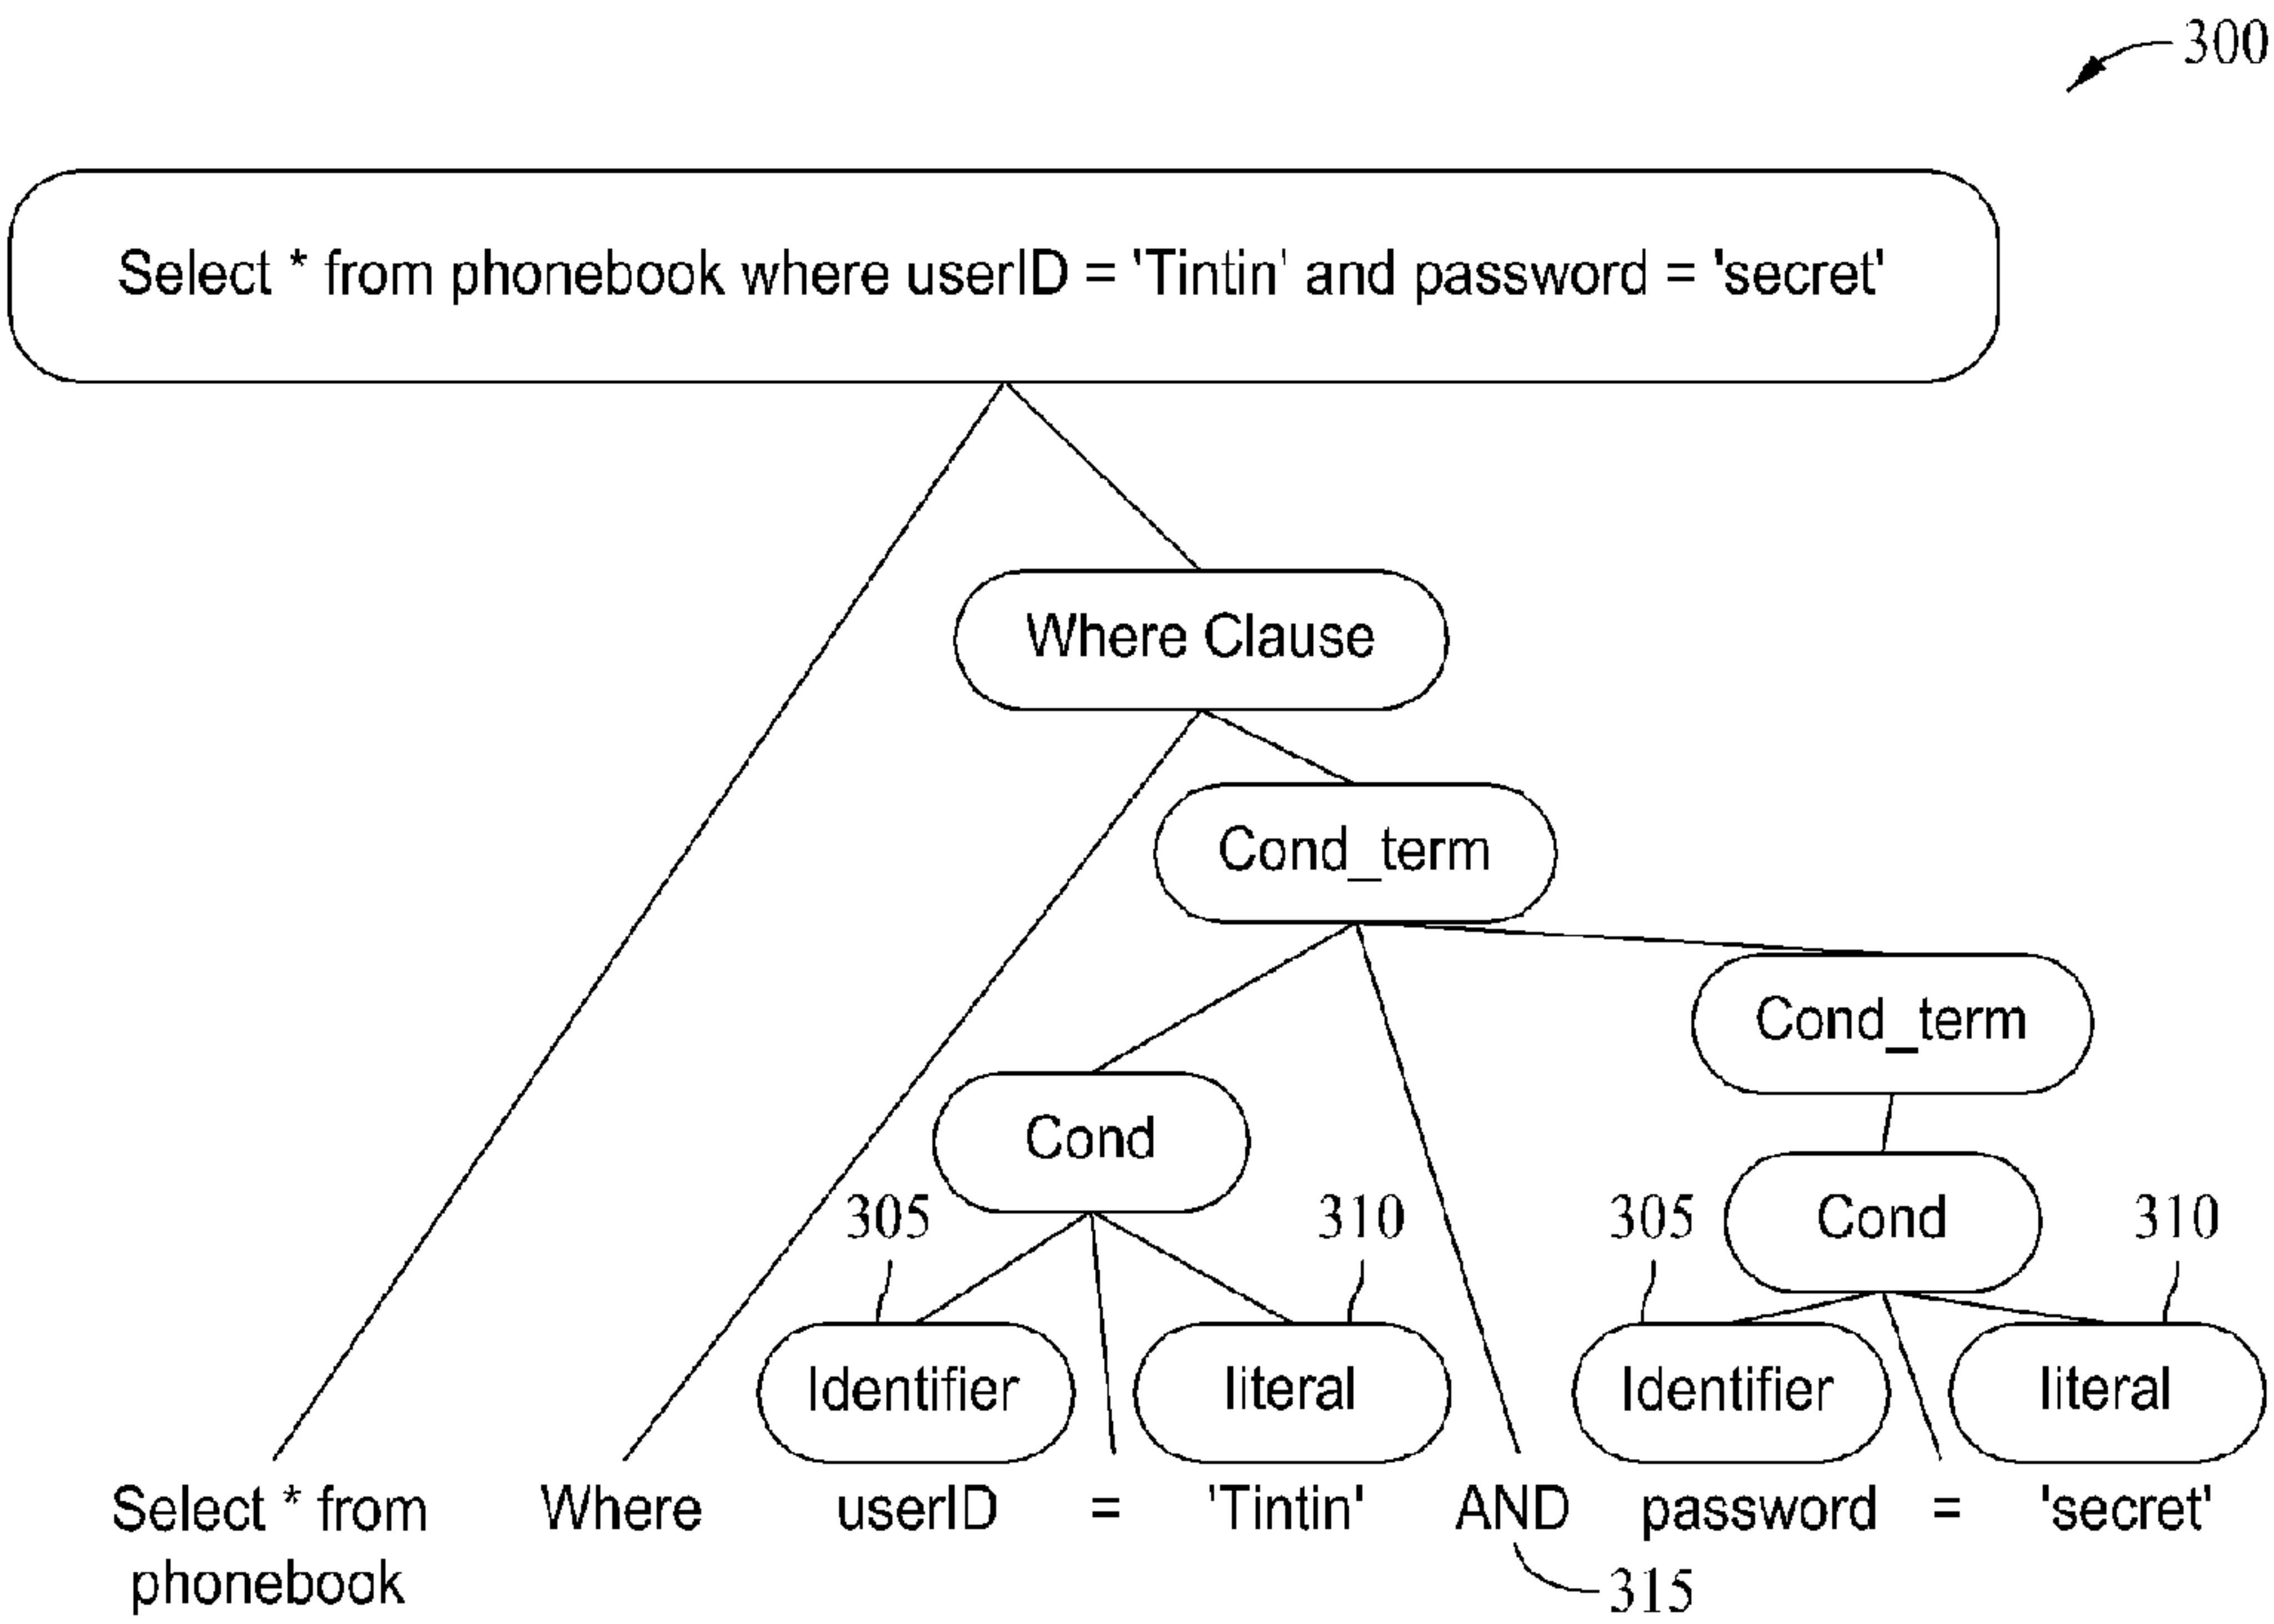 300
Select * from phonebook where userID = 'Tintin' and password = 'secret'
Where Clause
Cond_term
Cond_term
Cond
Cond
305 310 305 310
Identifier literal Identifier literal
Select * from Where userID = 'Tintin' AND password = 'secret'
phonebook
315